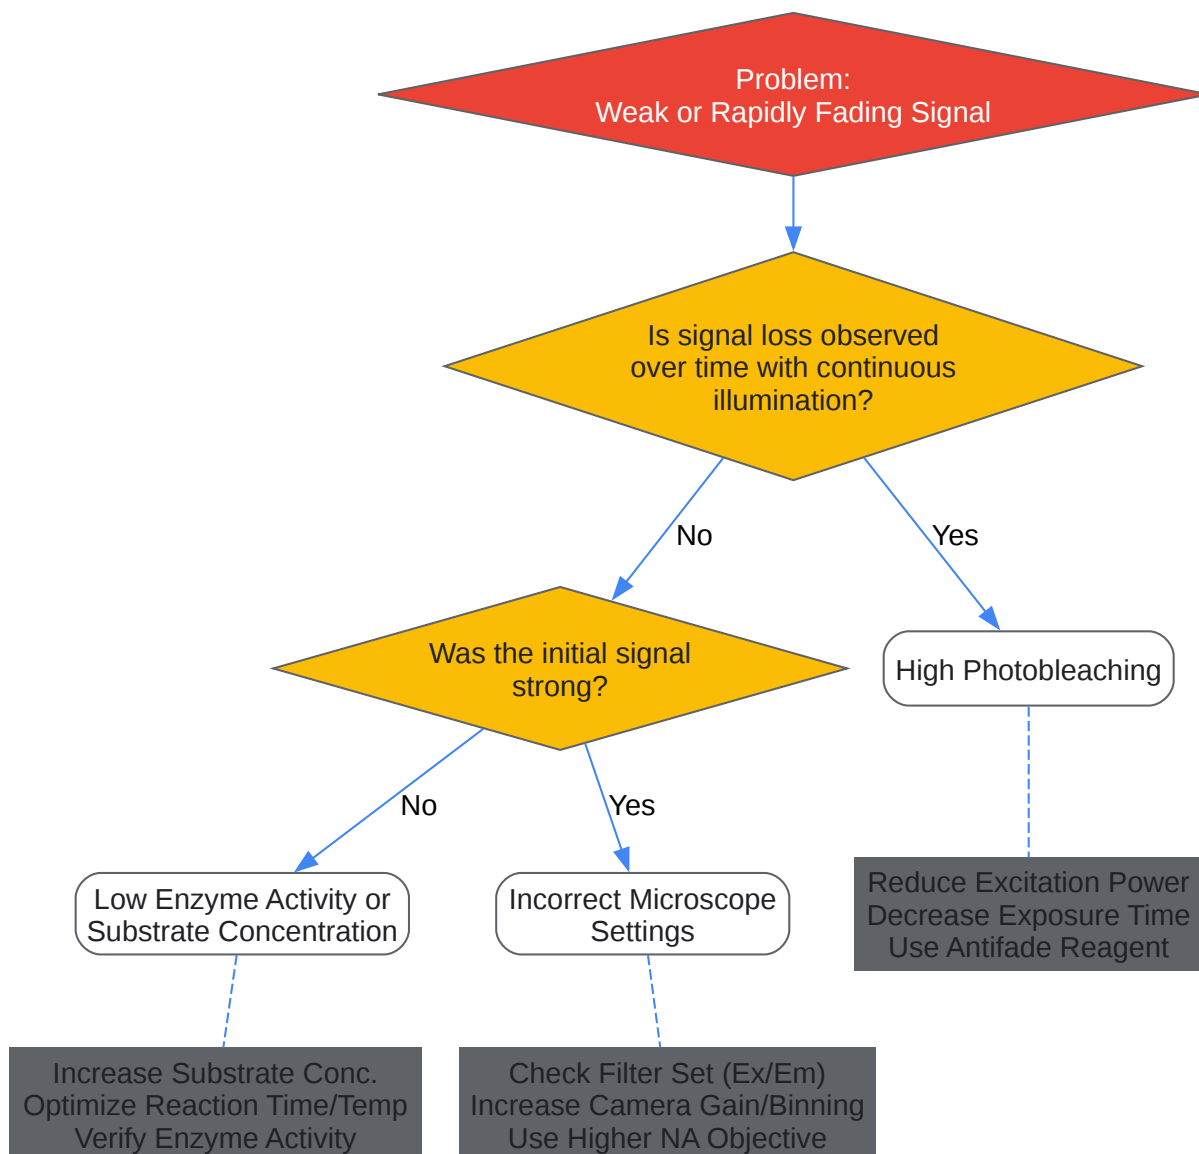 Problem:
Weak or Rapidly Fading Signal
Is signal loss observed
over time with continuous
illumination?
No
Yes
Was the initial signal
strong?
High Photobleaching
No
Yes
Low Enzyme Activity or
Substrate Concentration
Incorrect Microscope
Settings
Reduce Excitation Power
Decrease Exposure Time
Use Antifade Reagent
Increase Substrate Conc.
Optimize Reaction Time/Temp
Verify Enzyme Activity
Check Filter Set (Ex/Em)
Increase Camera Gain/Binning
Use Higher NA Objective